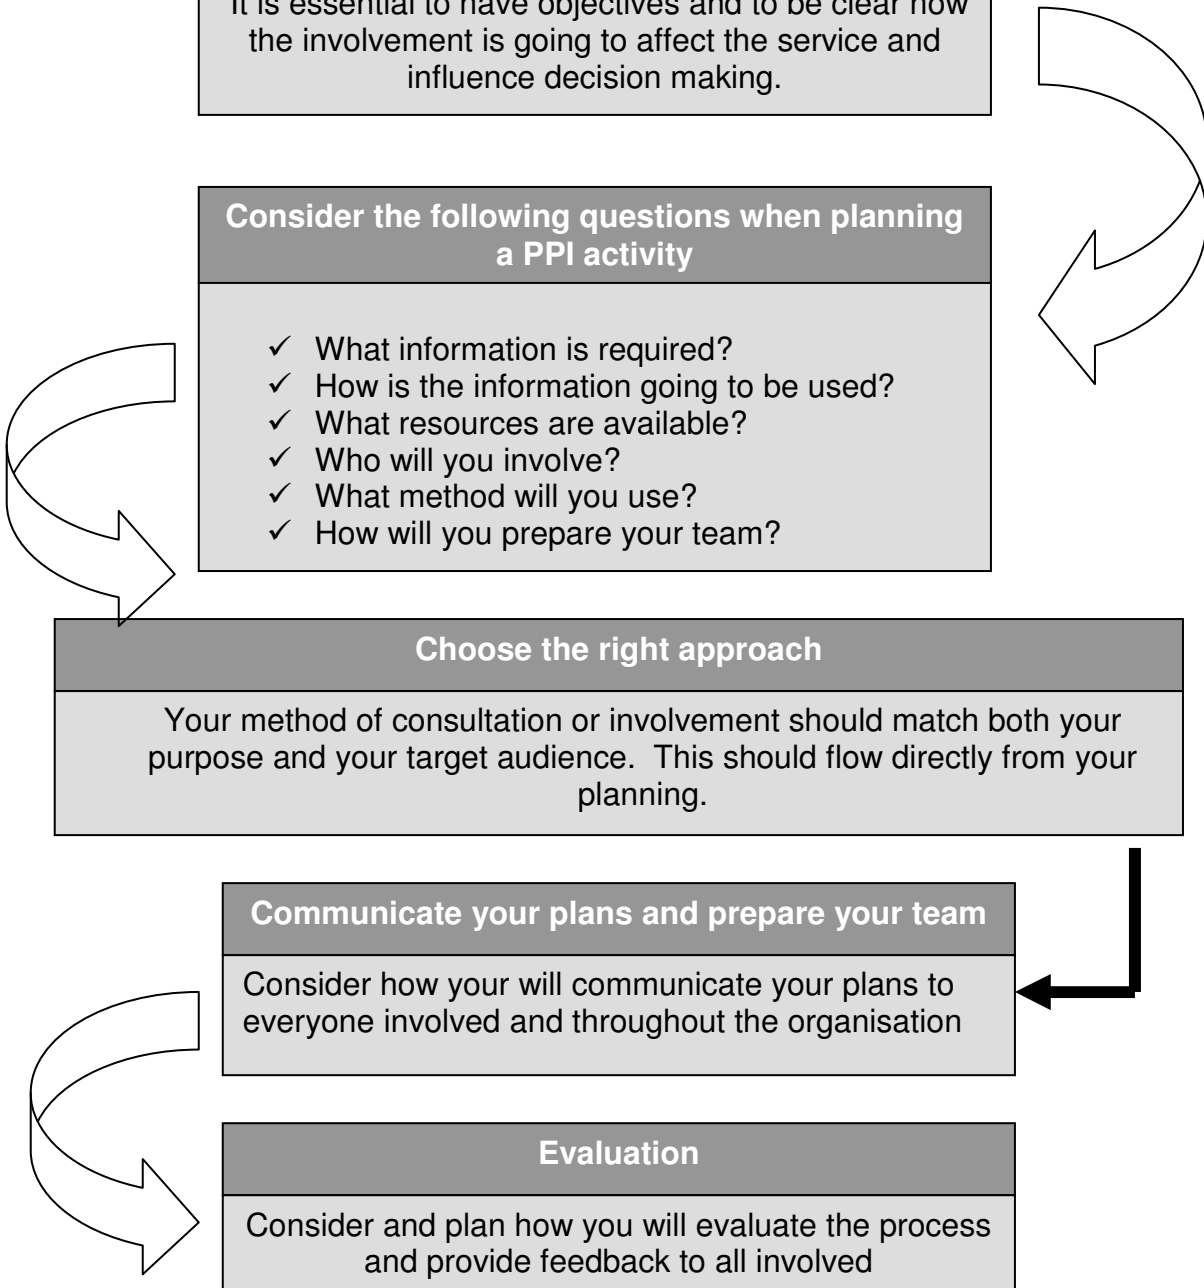 It is essential to have objectives and to be clear how
the involvement is going to affect the service and
influence decision making.
Consider the following questions when planning
a PPI activity
✓ What information is required?
✓ How is the information going to be used?
✓ What resources are available?
✓ Who will you involve?
✓ What method will you use?
✓ How will you prepare your team?
Choose the right approach
Your method of consultation or involvement should match both your
purpose and your target audience.  This should flow directly from your
planning.
Communicate your plans and prepare your team
Consider how your will communicate your plans to
everyone involved and throughout the organisation
Evaluation
Consider and plan how you will evaluate the process
and provide feedback to all involved